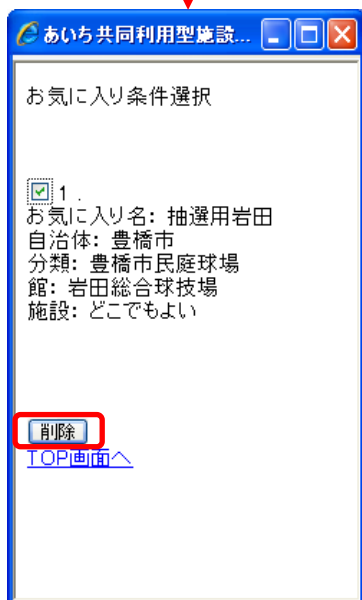 あいち共同利用型施設...
お気に入り条件選択
1.
お気に入り名: 抽選用岩田
自治体: 豊橋市
分類: 豊橋市民庭球場
館: 岩田総合球技場
施設: どこでもよい
削除
TOP画面へ